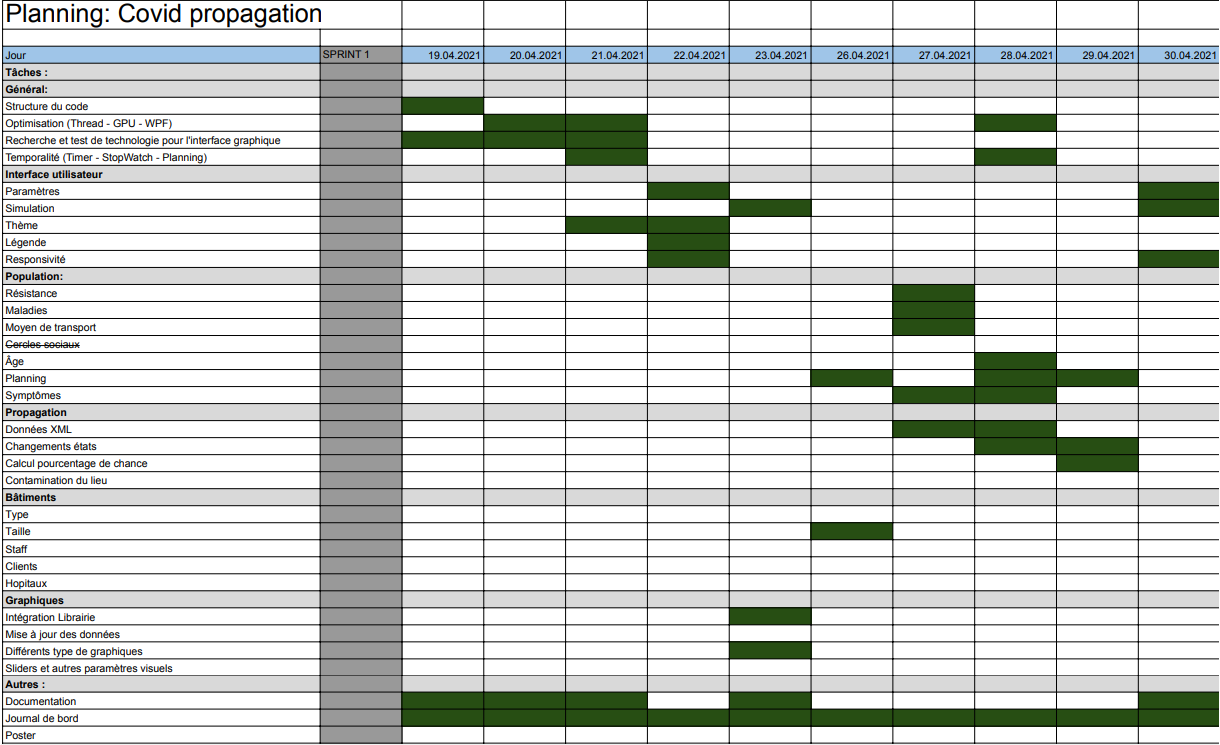 Planning: Covid propagation
Jour SPRINT 1 19.04.2021 20.04.2021 21.04.2021 22.04.2021 23.04.2021 26.04.2021 27.04.2021 28.04.2021 29.04.2021 30.04.2021
Tâches :
Général:
Structure du code
Optimisation (Thread - GPU - WPF)
Recherche et test de technologie pour l'interface graphique
Temporalité (Timer - StopWatch - Planning)
Interface utilisateur
Paramètres
Simulation
Thème
Légende
Responsivité
Population:
Résistance
Maladies
Moyen de transport
Cercles sociaux
Âge
Planning
Symptômes
Propagation
Données XML
Changements états
Calcul pourcentage de chance
Contamination du lieu
Bâtiments
Type
Taille
Staff
Clients
Hopitaux
Graphiques
Intégration Librairie
Mise à jour des données
Différents type de graphiques
Sliders et autres paramètres visuels
Autres :
Documentation
Journal de bord
Poster